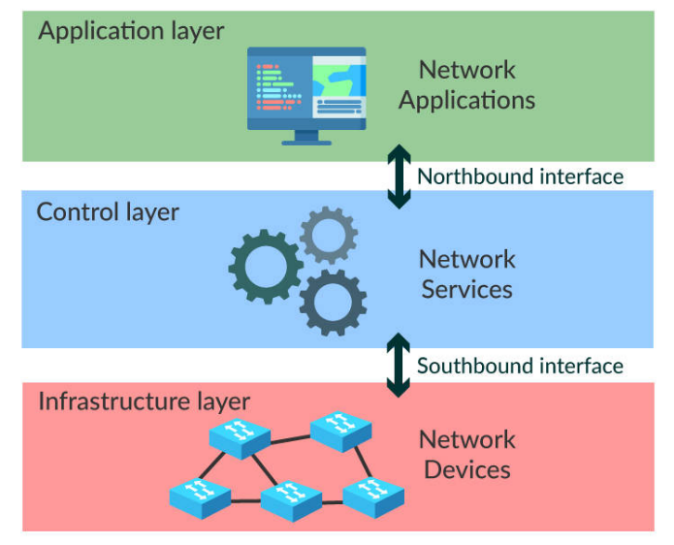 Application layer
Network
Applications
Northbound interface
Control layer
Network
Services
Southbound interface
Infrastructure layer
Network
Devices